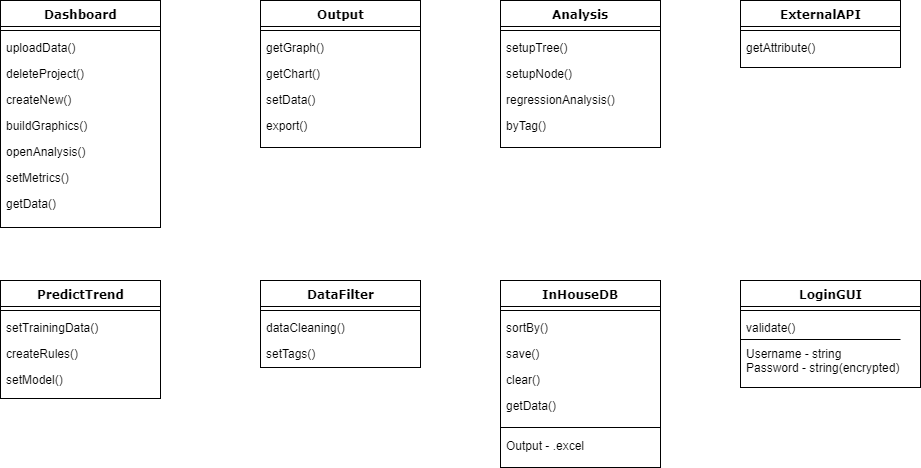 Dashboard
uploadData()
deleteProject()
createNew()
buildGraphics()
openAnalysis()
setMetrics()
getData()
Output
getGraph()
getChart()
setData()
export()
Analysis
setupTree()
setupNode()
regressionAnalysis()
byTag()
ExternalAPI
getAttribute()
PredictTrend
setTrainingData()
createRules()
setModel()
DataFilter
dataCleaning()
setTags()
InHouseDB
sortBy()
save()
clear()
getData()
Output - .excel
LoginGUI
validate()
Username - string
Password - string(encrypted)